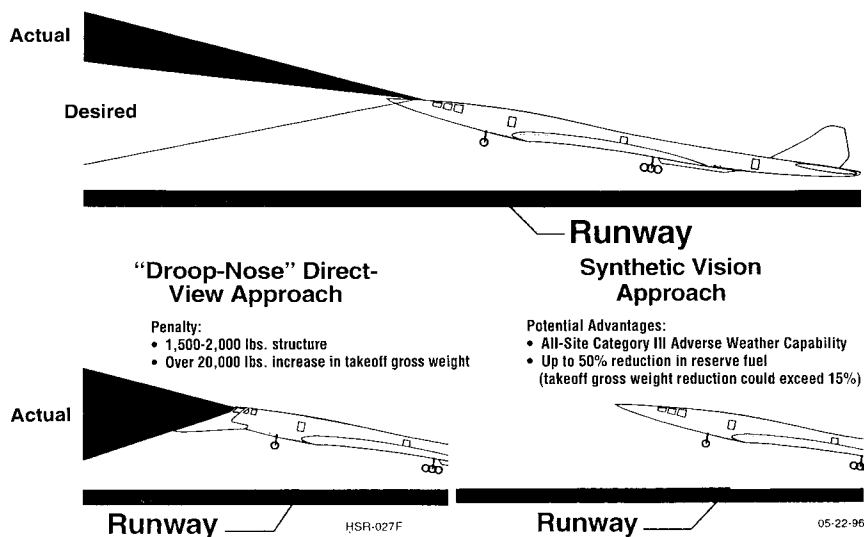 Actual
Desired
Runway
“Droop-Nose” Direct-
View Approach
Penalty:
• 1,500-2,000 lbs. structure
• Over 20,000 lbs. increase in takeoff gross weight
Actual
Runway
HSR-027F
Synthetic Vision
Approach
Potential Advantages:
• All-Site Category III Adverse Weather Capability
• Up to 50% reduction in reserve fuel
(takeoff gross weight reduction could exceed 15%)
Runway
05-22-96